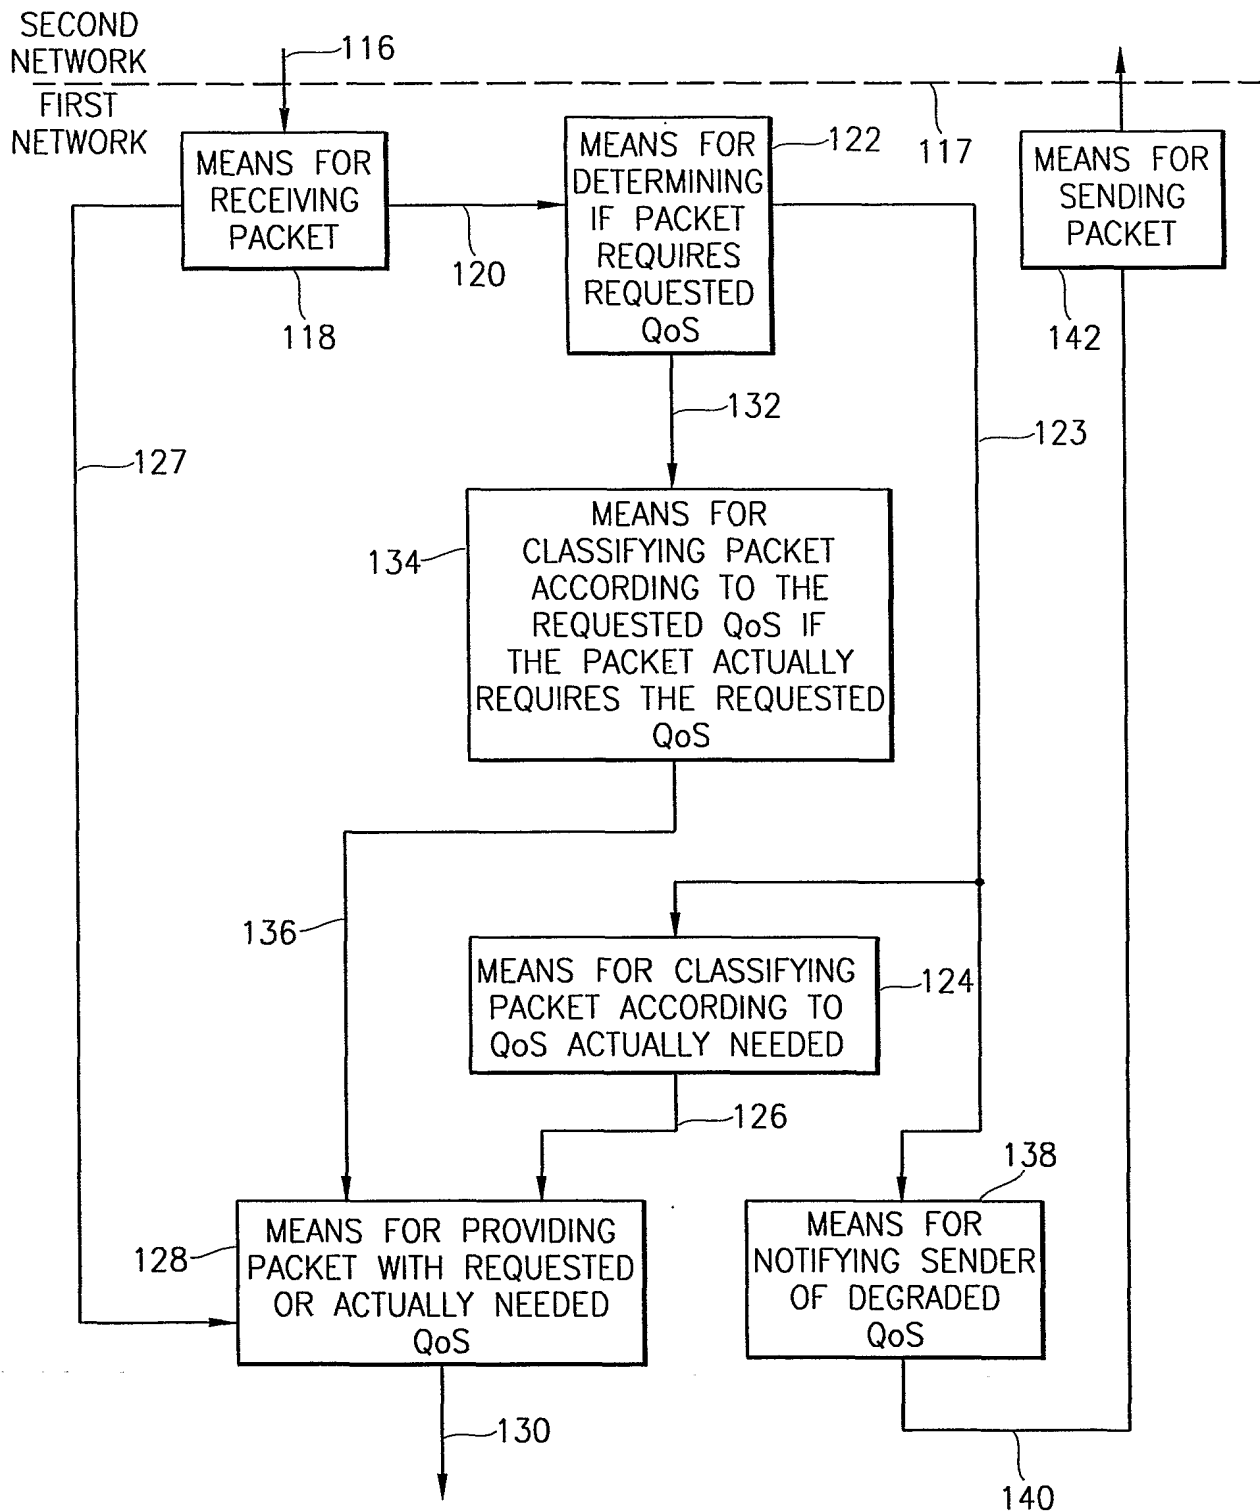 SECOND
NETWORK
116
FIRST
NETWORK
117
MEANS FOR
RECEIVING
PACKET
118
120
MEANS FOR
DETERMINING
IF PACKET
REQUIRES
REQUESTED
QoS
122
MEANS FOR
SENDING
PACKET
142
132
123
127
MEANS FOR
CLASSIFYING PACKET
ACCORDING TO THE
REQUESTED QoS IF
THE PACKET ACTUALLY
REQUIRES THE REQUESTED
QoS
134
136
MEANS FOR CLASSIFYING
PACKET ACCORDING TO
QoS ACTUALLY NEEDED
124
126
138
MEANS FOR PROVIDING
PACKET WITH REQUESTED
OR ACTUALLY NEEDED
QoS
128
MEANS FOR
NOTIFYING SENDER
OF DEGRADED
QoS
130
140